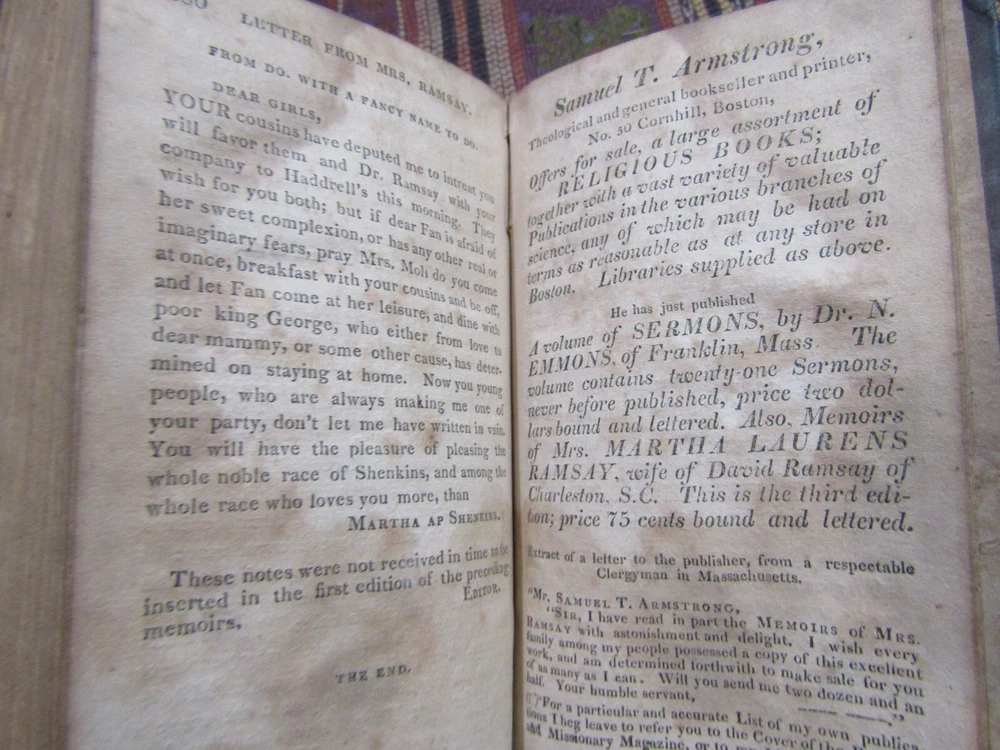 LETTER FROM MRS. RAMSAY.
FROM DO. WITH A FANCY NAME TO DO.
DEAR GIRLS,
YOUR cousins have deputed me to intreat you
will favor them and Dr. Ramsay with your
company to Haddrell's this morning. They
wish for you both; but if dear Fan is afraid of
her sweet complexion, or has any other real or
imaginary fears, pray Mrs. Moll do you come
at once, breakfast with your cousins and be off,
and let Fan come at her leisure, and dine with
poor king George, who either from love to
dear mammy, or some other cause, has deter-
mined on staying at home. Now you young
people, who are always making me one of
your party, don't let me have written in vain.
You will have the pleasure of pleasing the
whole noble race of Shenkins, and among the
whole race who loves you more, than
MARTHA AP SHENKINS.
These notes were not received in time to be
inserted in the first edition of the preceding
memoirs.
EDITOR.
THE END.
Samuel T. Armstrong,
Theological and general bookseller and printer,
No. 50 Cornhill, Boston,
Offers for sale, a large assortment of
RELIGIOUS BOOKS;
together with a vast variety of valuable
Publications in the various branches of
science, any of which may be had on
terms as reasonable as at any store in
Boston. Libraries supplied as above.
He has just published
A volume of SERMONS, by Dr. N.
EMMONS, of Franklin, Mass. The
volume contains twenty-one Sermons,
never before published, price two dol-
lars bound and lettered. Also, Memoirs
of Mrs. MARTHA LAURENS
RAMSAY, wife of David Ramsay of
Charleston, S.C. This is the third edi-
tion; price 75 cents bound and lettered.
Extract of a letter to the publisher, from a respectable
Clergyman in Massachusetts.
"Mr. SAMUEL T. ARMSTRONG,
"SIR, I have read in part the MEMOIRS of MRS.
RAMSAY with astonishment and delight. I wish every
family among my people possessed a copy of this excellent
work, and am determined forthwith to make sale for you
of as many as I can. Will you send me two dozen and an
half. Your humble servant, —— ——."
For a particular and accurate List of my own publica-
tions I beg leave to refer you to the Cover of the
and Missionary Magazine, or to